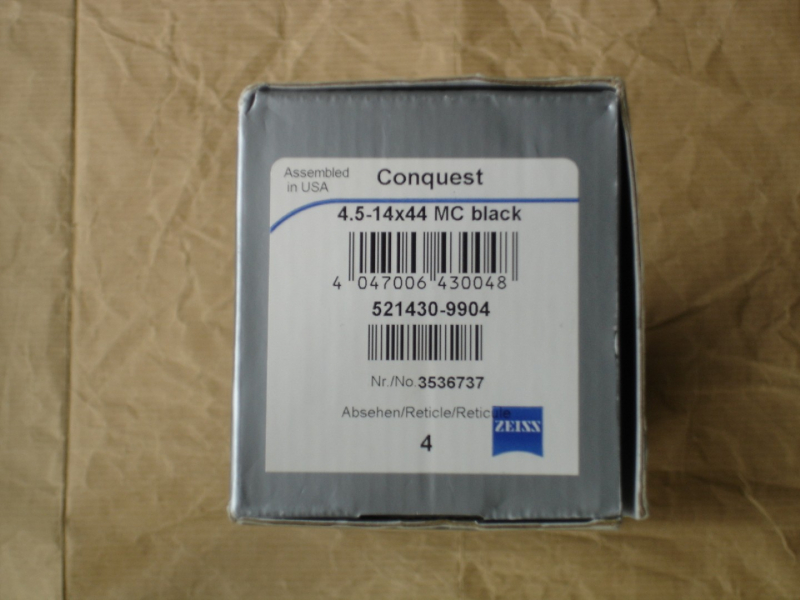 Assembled
in USA
Conquest
4.5-14x44 MC black
4 047006 430048
521430-9904
Nr./No.3536737
Absehen/Reticle/Reticule
ZEISS
4